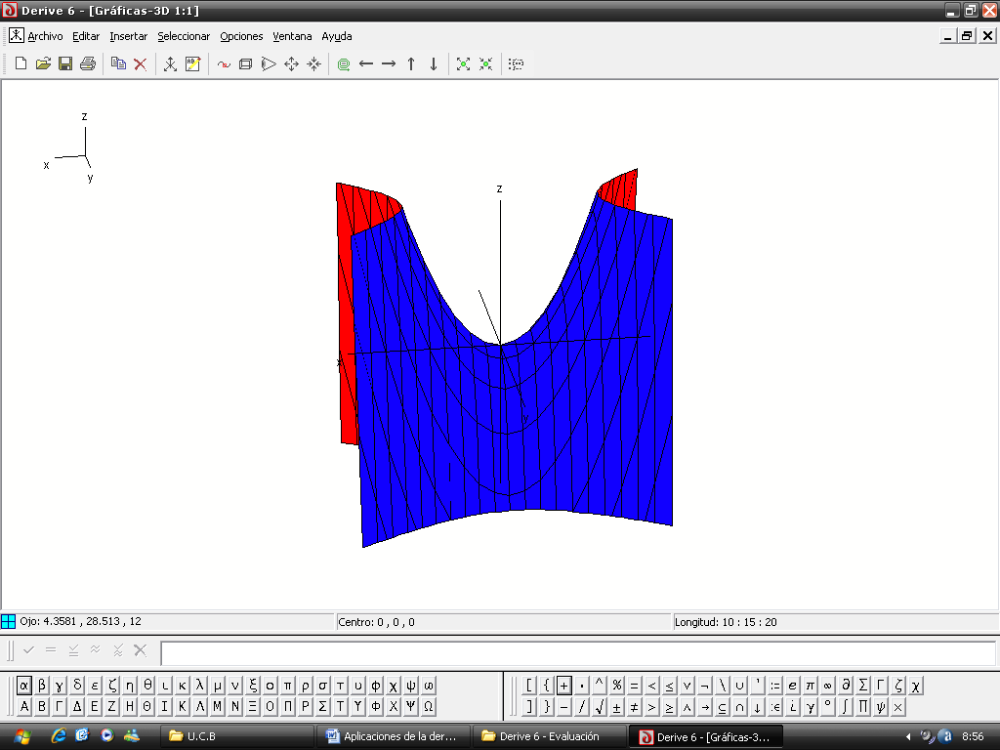 Derive 6 - [Gráficas-3D 1:1]
Archivo Editar Insertar Seleccionar Opciones Ventana Ayuda
z
x
y
z
x
Ojo: 4.3581 , 28.513 , 12 Centro: 0 , 0 , 0 Longitud: 10 : 15 : 20
α β γ δ ε ζ η θ ι κ λ μ ν ξ ο π ρ σ τ υ φ χ ψ ω [ { + · ^ % = < ≤ ∨ ¬ \ ∪ ' := e π ∞ ∂ ∑ Γ ζ χ
Α Β Γ Δ Ε Ζ Η Θ Ι Κ Λ Μ Ν Ξ Ο Π Ρ Σ Τ Υ Φ Χ Ψ Ω ] } − / √ ± ≠ > ≥ ∧ → ⊆ ∩ ↓ :∈ i γ ° ∫ ∏ ψ ×
U.C.B Aplicaciones de la der... Derive 6 - Evaluación Derive 6 - [Gráficas-3... 8:56